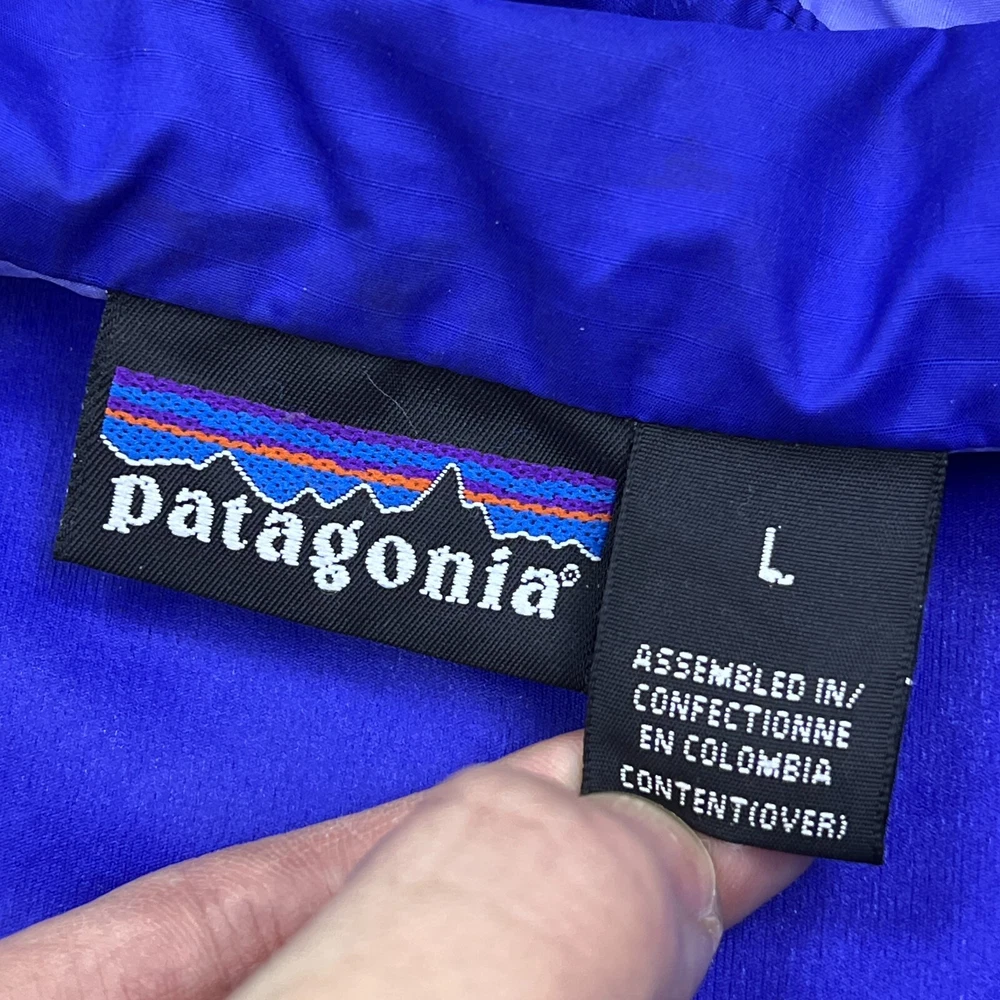 patagonia®
L
ASSEMBLED IN/
CONFECTIONNE
EN COLOMBIA
CONTENT(OVER)